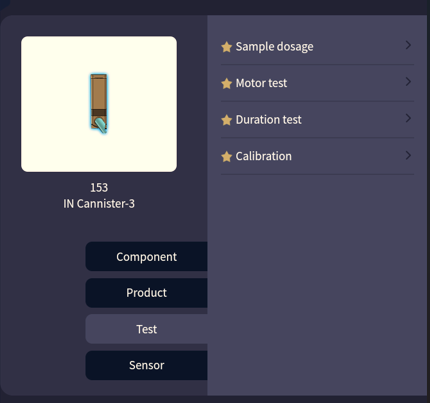 153
IN Cannister-3
Component
Product
Test
Sensor
Sample dosage
Motor test
Duration test
Calibration